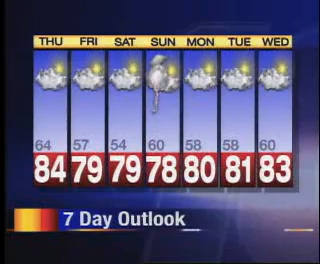 THU FRI SAT SUN MON TUE WED
64 57 54 60 58 58 60
84 79 79 78 80 81 83
7 Day Outlook